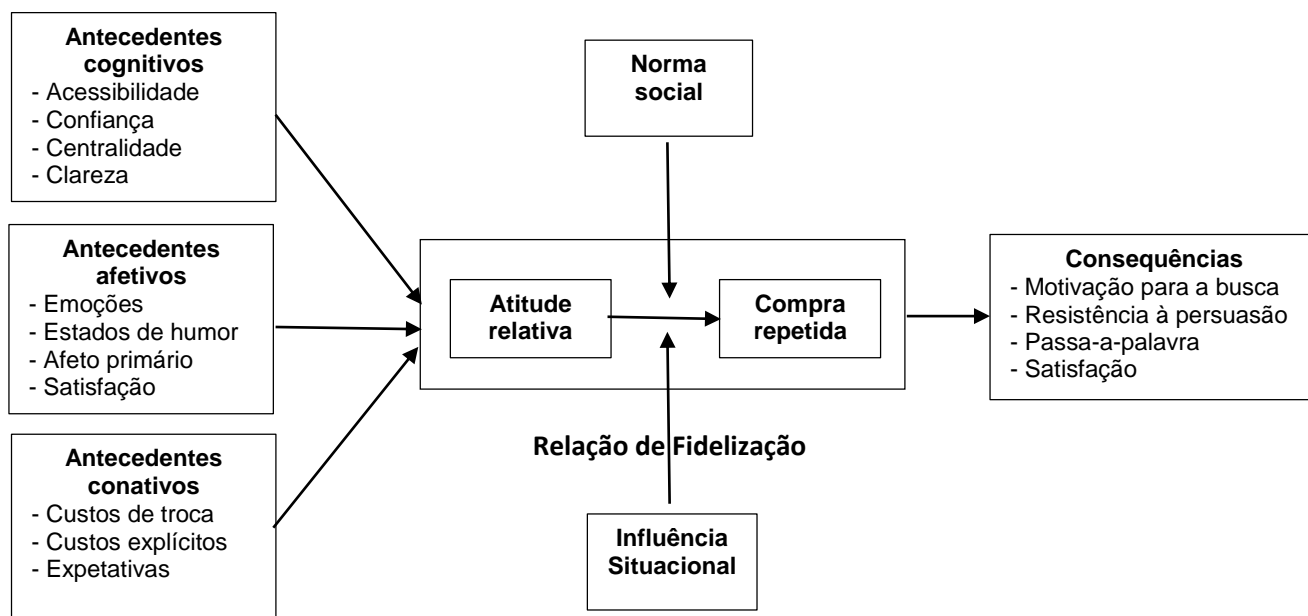 Antecedentes
cognitivos
- Acessibilidade
- Confiança
- Centralidade
- Clareza
Antecedentes
afetivos
- Emoções
- Estados de humor
- Afeto primário
- Satisfação
Antecedentes
conativos
- Custos de troca
- Custos explícitos
- Expetativas
Norma
social
Atitude
relativa
Compra
repetida
Relação de Fidelização
Influência
Situacional
Consequências
- Motivação para a busca
- Resistência à persuasão
- Passa-a-palavra
- Satisfação